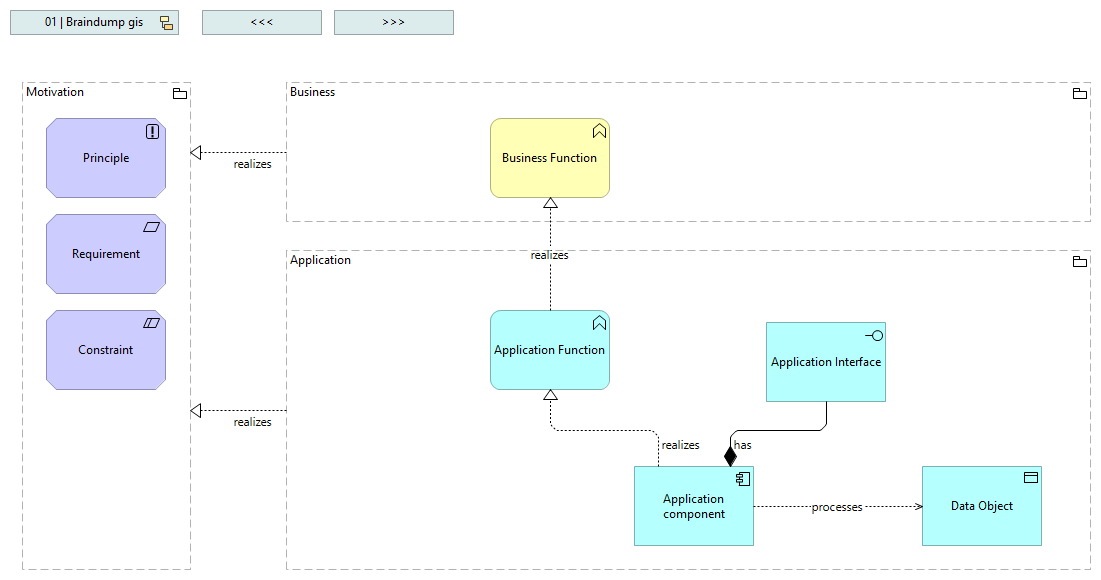 01 | Braindump gis
<<<
>>>
Motivation
Principle
Requirement
Constraint
realizes
realizes
Business
Business Function
realizes
Application
Application Function
Application Interface
realizes
has
Application
component
processes
Data Object